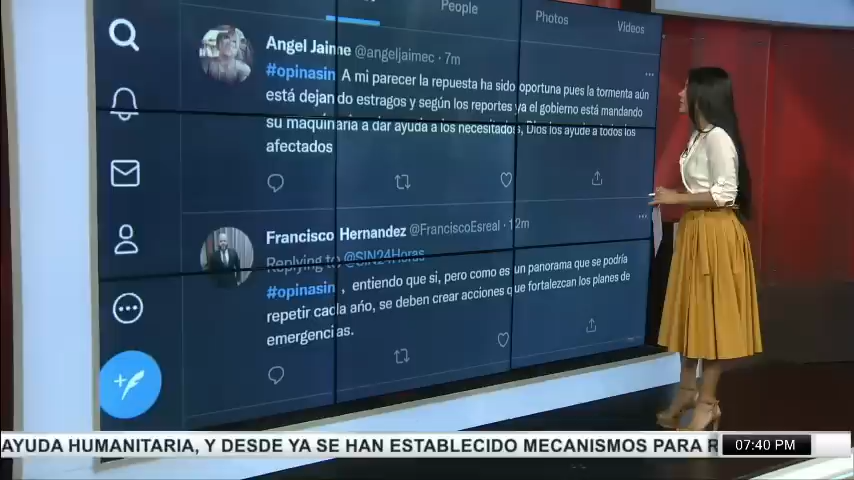 People
Photos
Videos
Angel Jaime @angeljaimec · 7m
#opinasin A mi parecer la repuesta ha sido oportuna pues la tormenta aún
está dejando estragos y según los reportes ya el gobierno está mandando
su maquinaria a dar ayuda a los necesitados, Dios los ayude a todos los
afectados
Francisco Hernandez @FranciscoEsreal · 12m
Replying to @SIN24Horas
#opinasin , entiendo que si, pero como es un panorama que se podría
repetir cada año, se deben crear acciones que fortalezcan los planes de
emergencias.
AYUDA HUMANITARIA, Y DESDE YA SE HAN ESTABLECIDO MECANISMOS PARA
07:40 PM